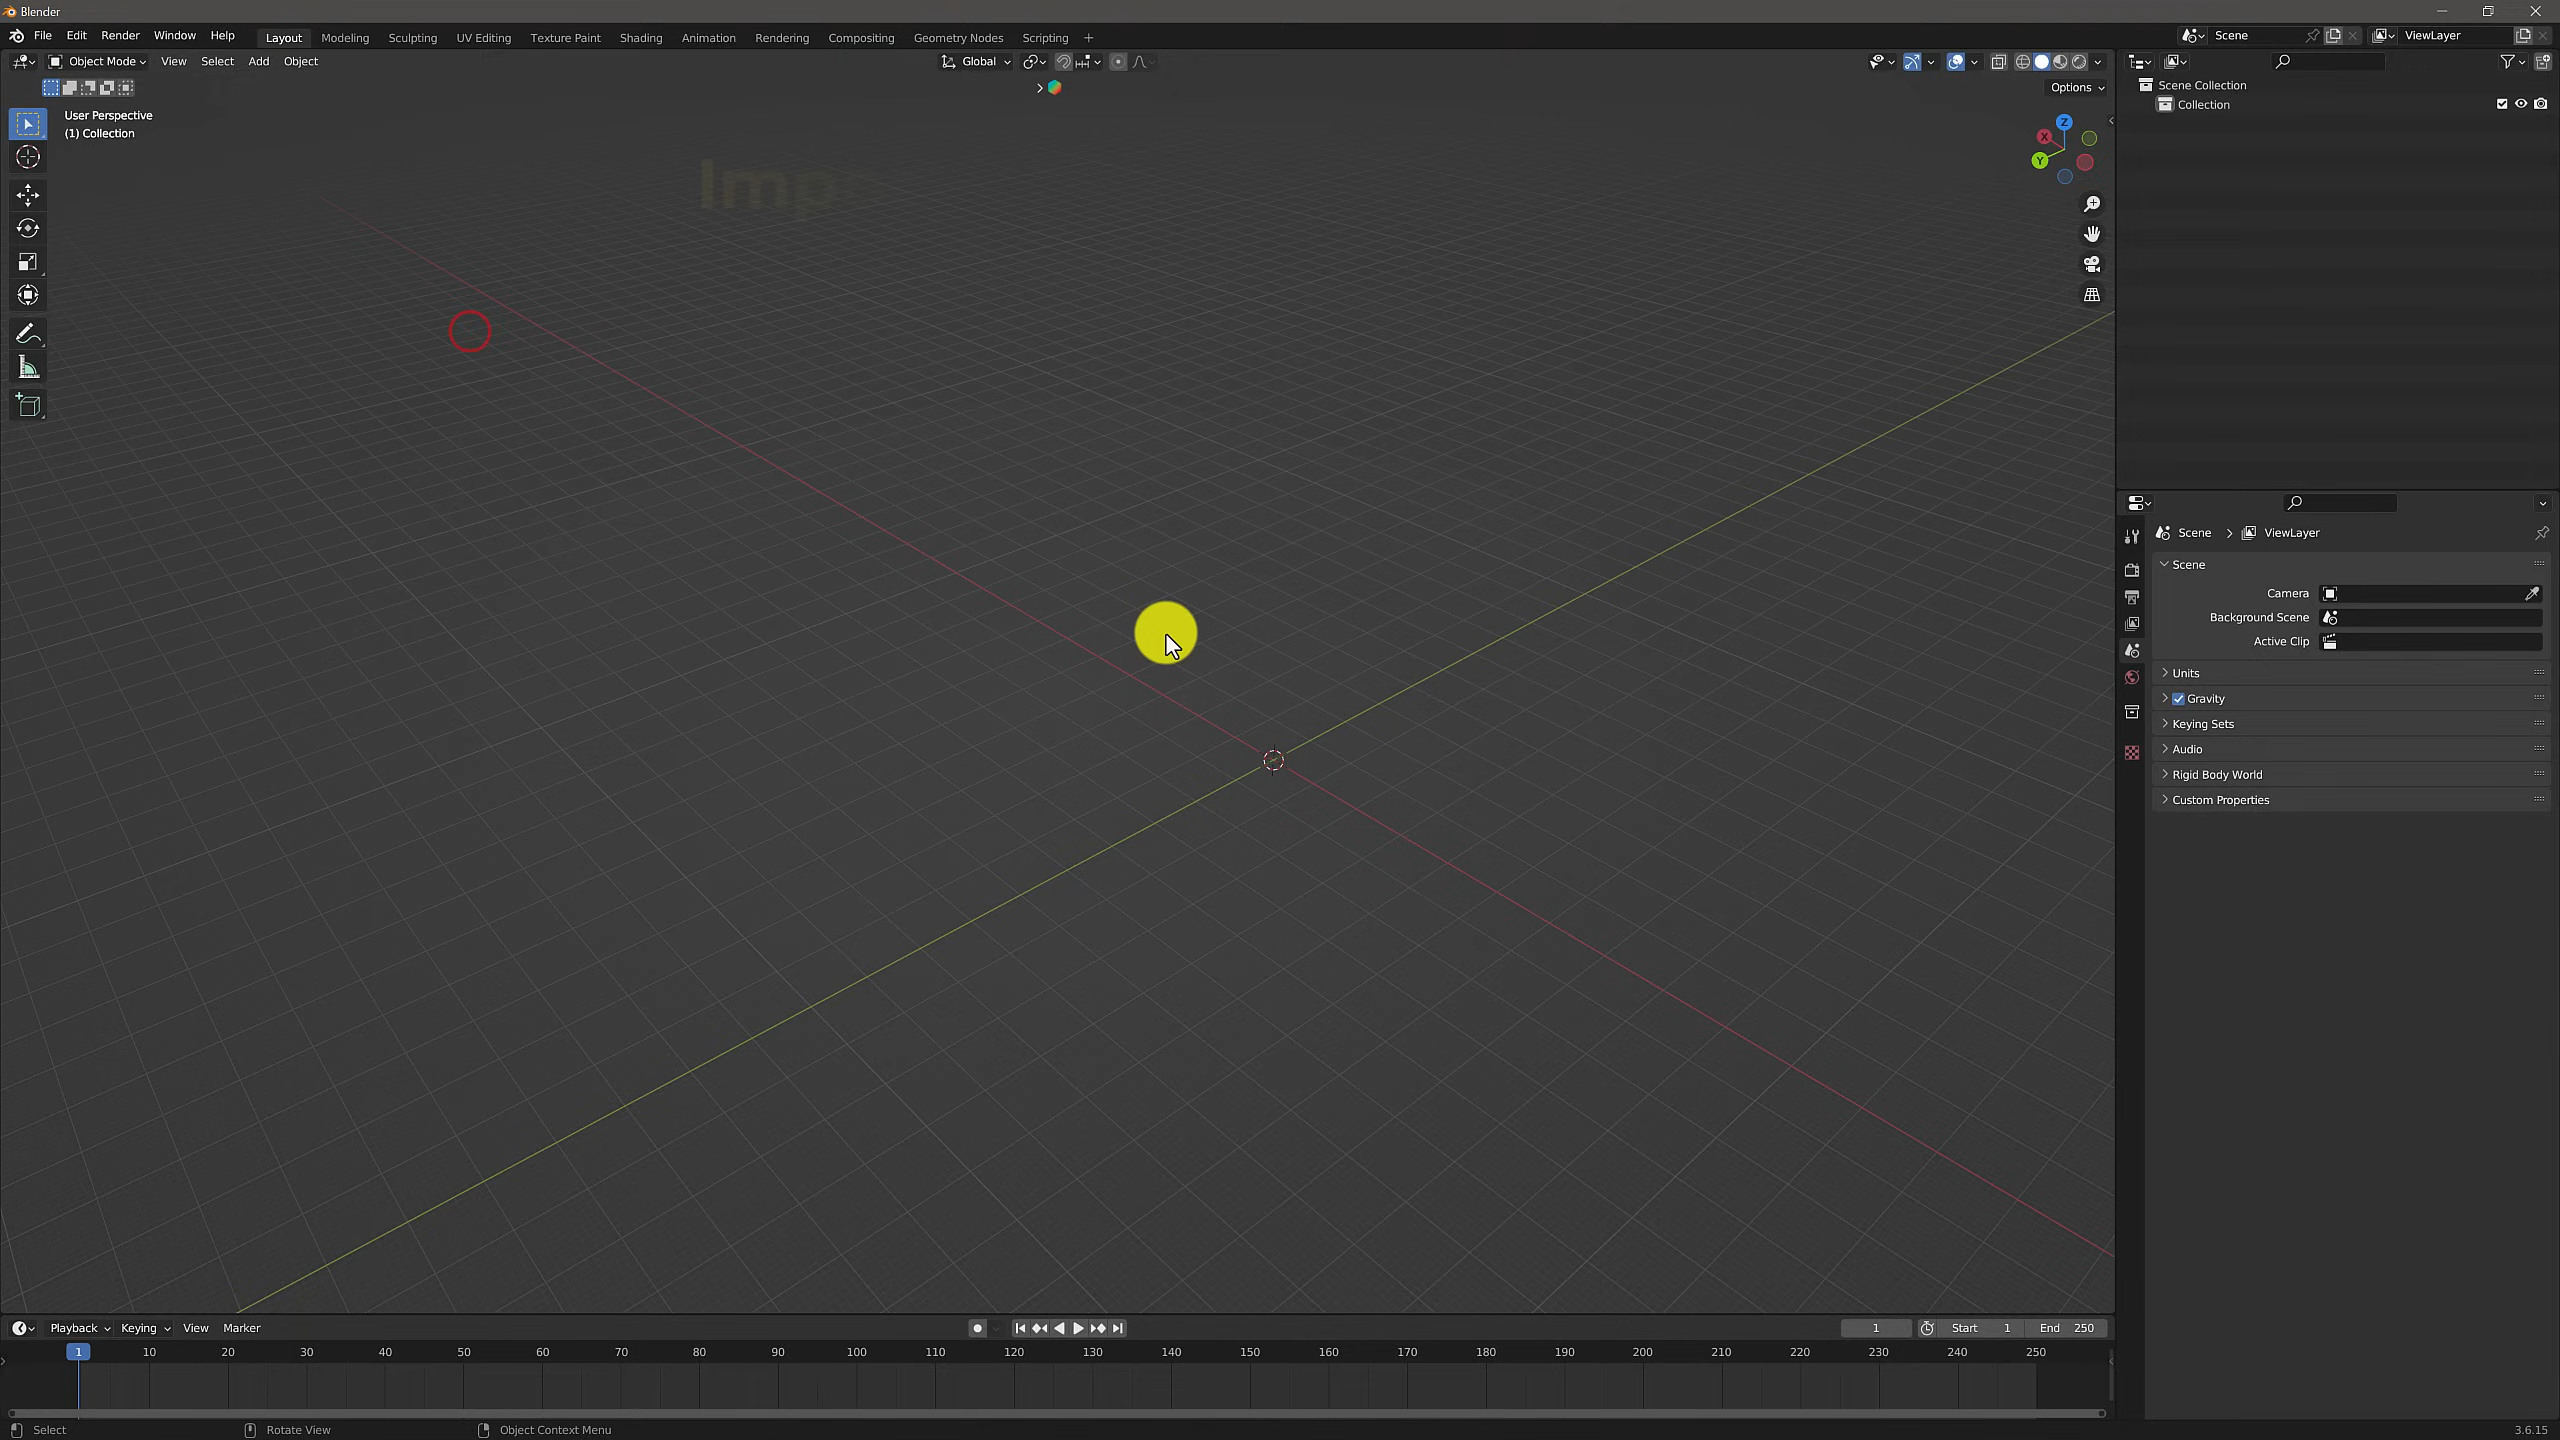 Blender
File Edit Render Window Help Layout Modeling Sculpting UV Editing Texture Paint Shading Animation Rendering Compositing Geometry Nodes Scripting + Scene ViewLayer
Object Mode View Select Add Object Global
Options
User Perspective
(1) Collection
Z
X
Y
Scene Collection
Collection
Scene > ViewLayer
Scene
Camera
Background Scene
Active Clip
Units
Gravity
Keying Sets
Audio
Rigid Body World
Custom Properties
Playback Keying View Marker 1 Start 1 End 250
1 10 20 30 40 50 60 70 80 90 100 110 120 130 140 150 160 170 180 190 200 210 220 230 240 250
Select Rotate View Object Context Menu 3.6.15